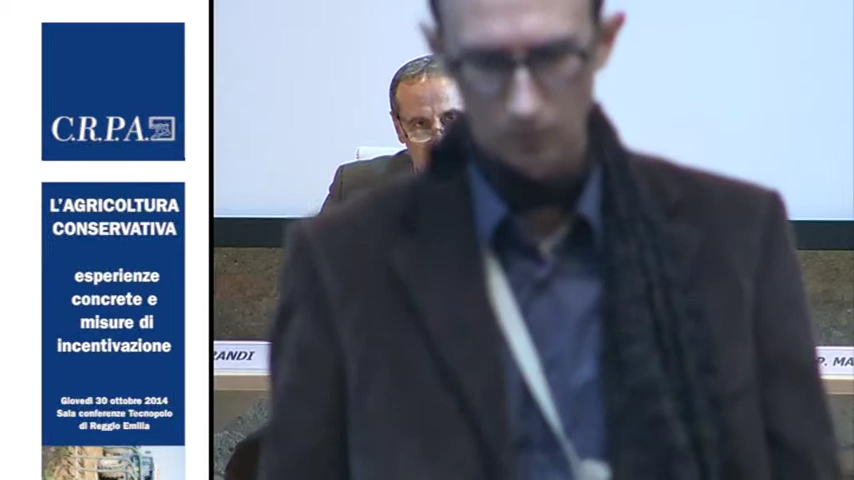 C.R.P.A.
L'AGRICOLTURA
CONSERVATIVA
esperienze
concrete e
misure di
incentivazione
Giovedì 30 ottobre 2014
Sala conferenze Tecnopolo
di Reggio Emilia
RANDI
P. MA